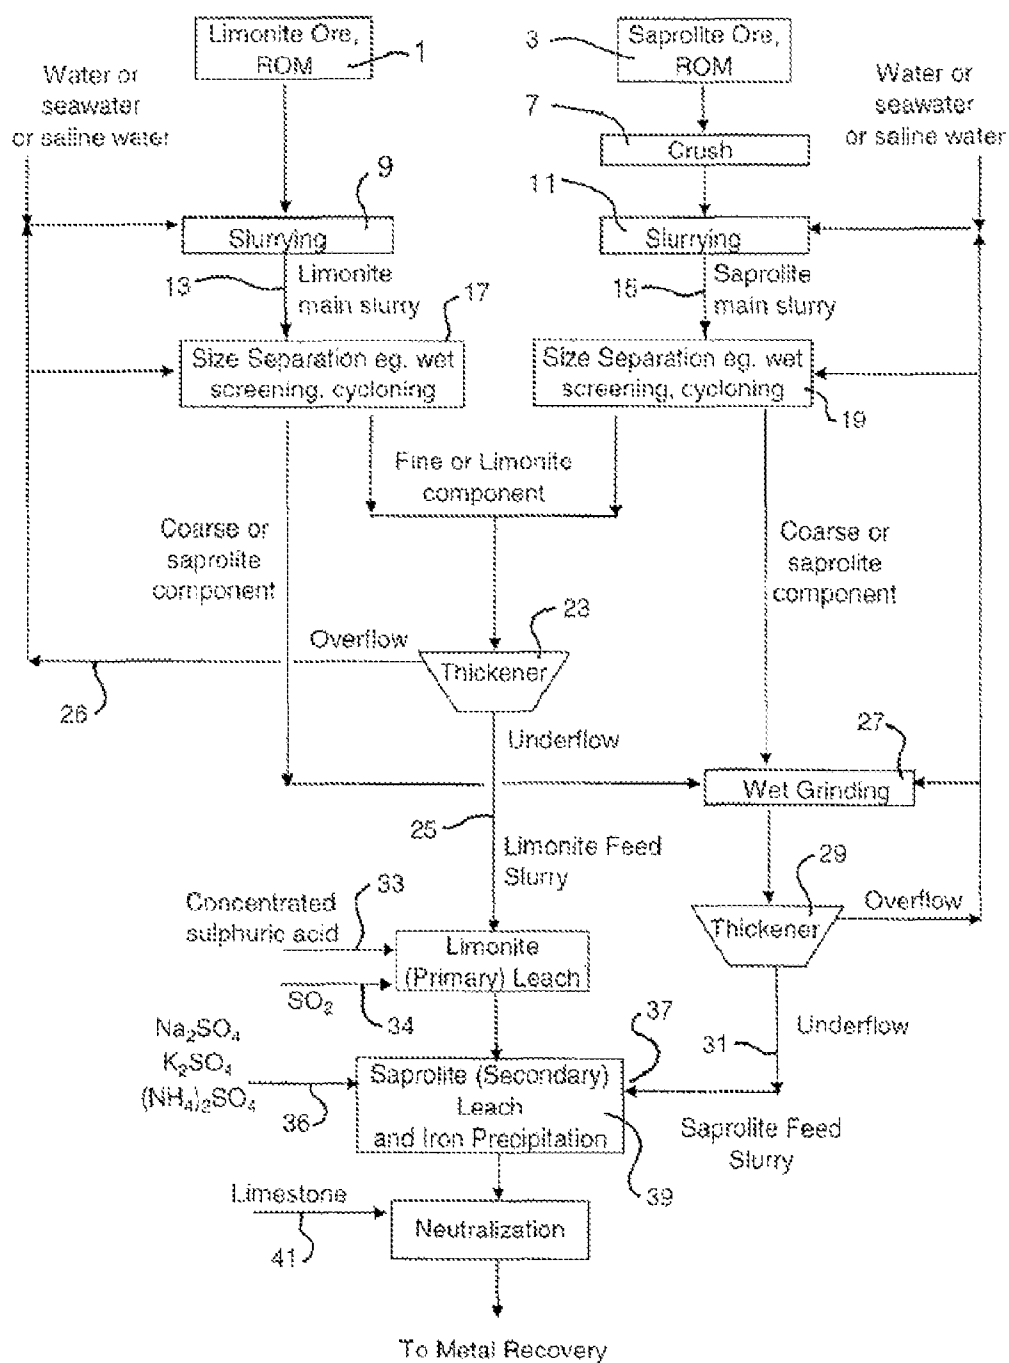 Limonite Ore,
ROM
1
3
Saprolite Ore,
ROM
Water or
seawater
or saline water
Water or
seawater
or saline water
7
Crush
9
11
Slurrying
Slurrying
13
Limonite
main slurry
15
Saprolite
main slurry
17
Size Separation eg. wet
screening, cycloning
Size Separation eg. wet
screening, cycloning
19
Fine or Limonite
component
Coarse or
saprolite
component
Coarse or
saprolite
component
23
Overflow
Thickener
26
Underflow
27
Wet Grinding
25
Limonite Feed
Slurry
29
Overflow
Thickener
33
Concentrated
sulphuric acid
Limonite
(Primary) Leach
SO2
34
37
31
Underflow
Na2SO4
K2SO4
(NH4)2SO4
36
Saprolite (Secondary)
Leach
and Iron Precipitation
Saprolite Feed
Slurry
39
Limestone
41
Neutralization
To Metal Recovery